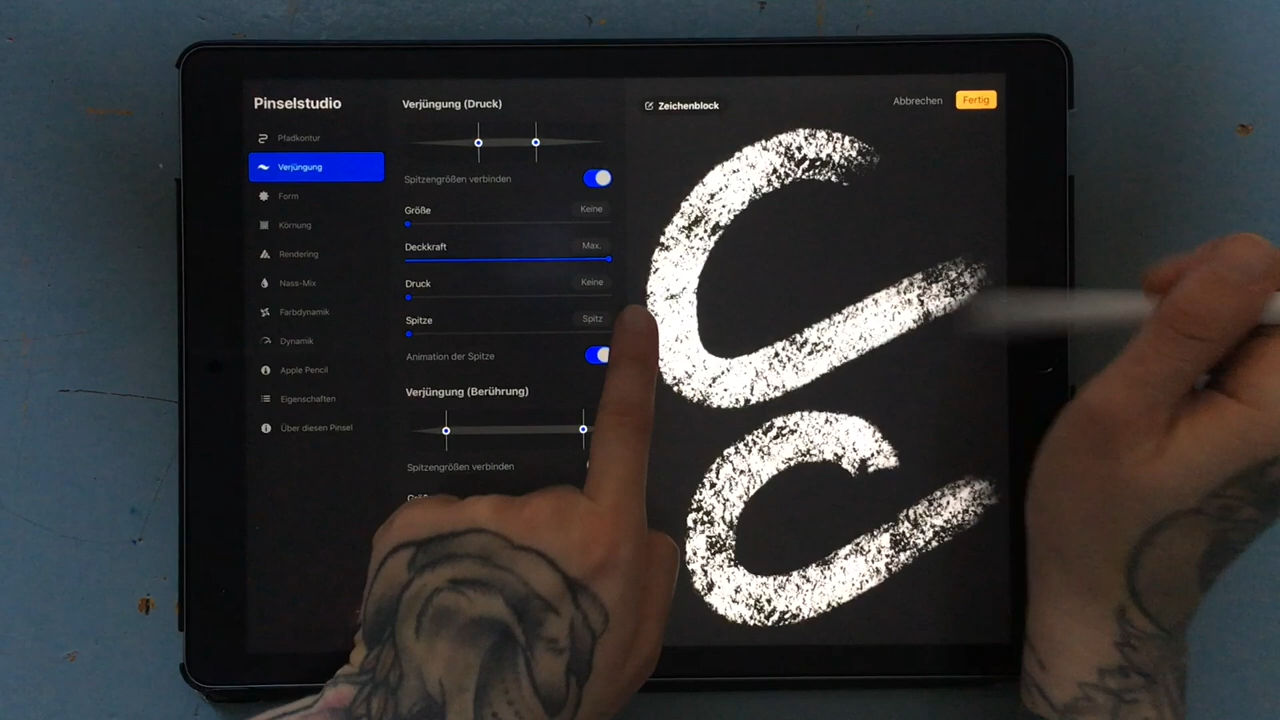 Pinselstudio
Pfadkontur
Verjüngung
Form
Körnung
Rendering
Nass-Mix
Farbdynamik
Dynamik
Apple Pencil
Eigenschaften
Über diesen Pinsel
Verjüngung (Druck)
Spitzengrößen verbinden
Größe Keine
Deckkraft Max.
Druck Keine
Spitze Spitz
Animation der Spitze
Verjüngung (Berührung)
Spitzengrößen verbinden
Zeichenblock
Abbrechen
Fertig